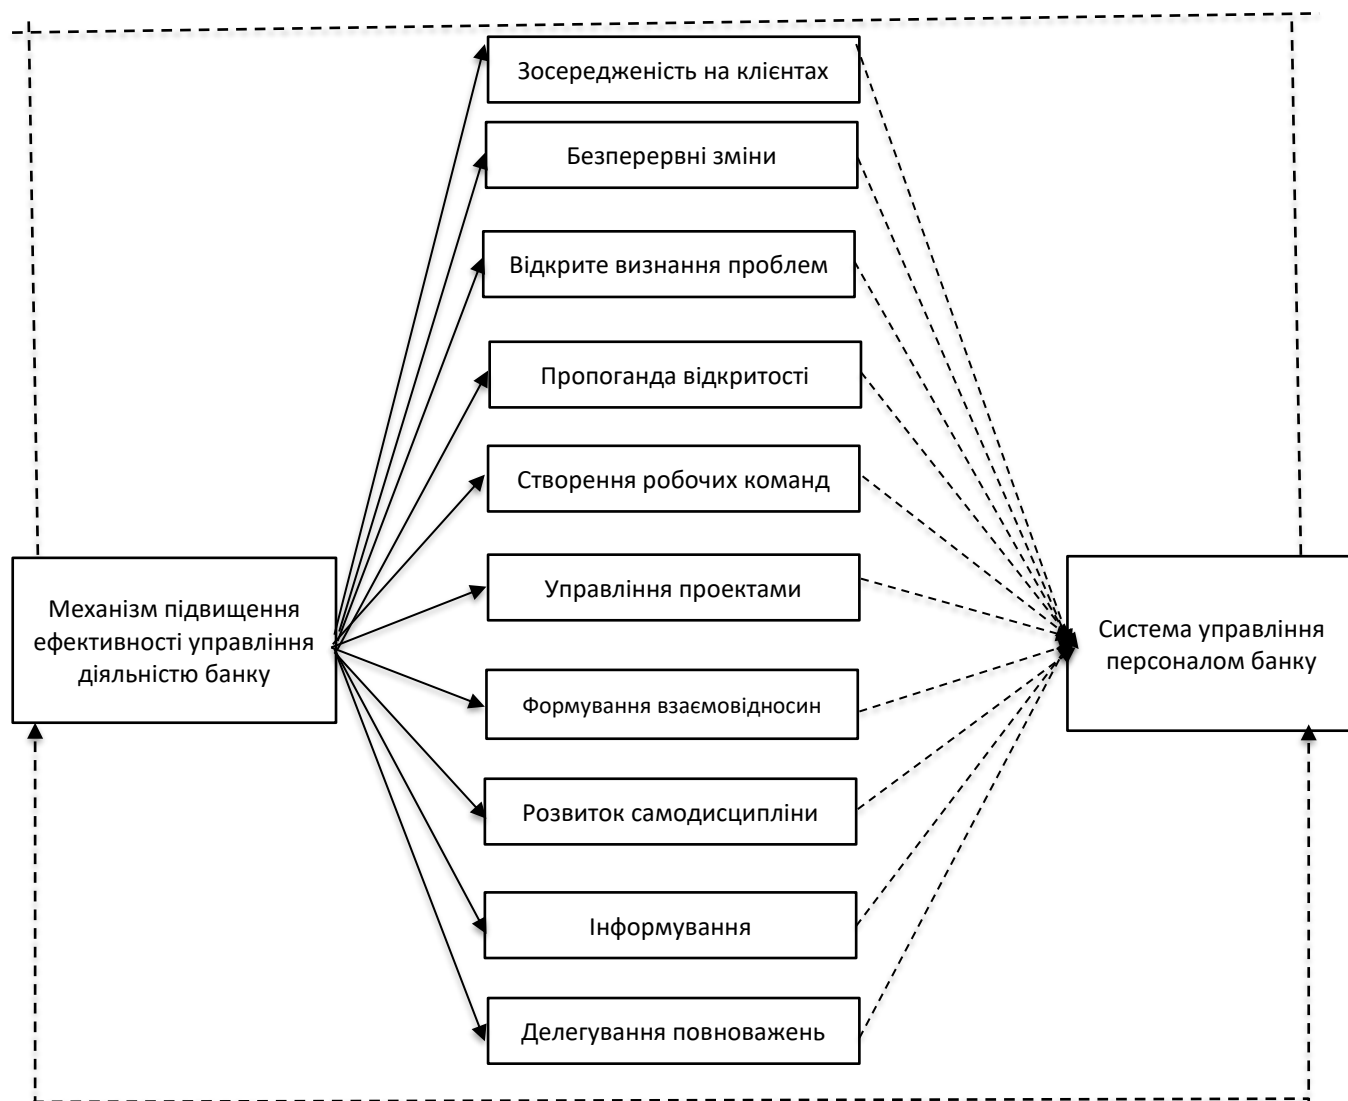 Зосередженість на клієнтах
Безперервні зміни
Відкрите визнання проблем
Пропоганда відкритості
Створення робочих команд
Управління проектами
Механізм підвищення
ефективності управління
діяльністю банку
Система управління
персоналом банку
Формування взаємовідносин
Розвиток самодисципліни
Інформування
Делегування повноважень